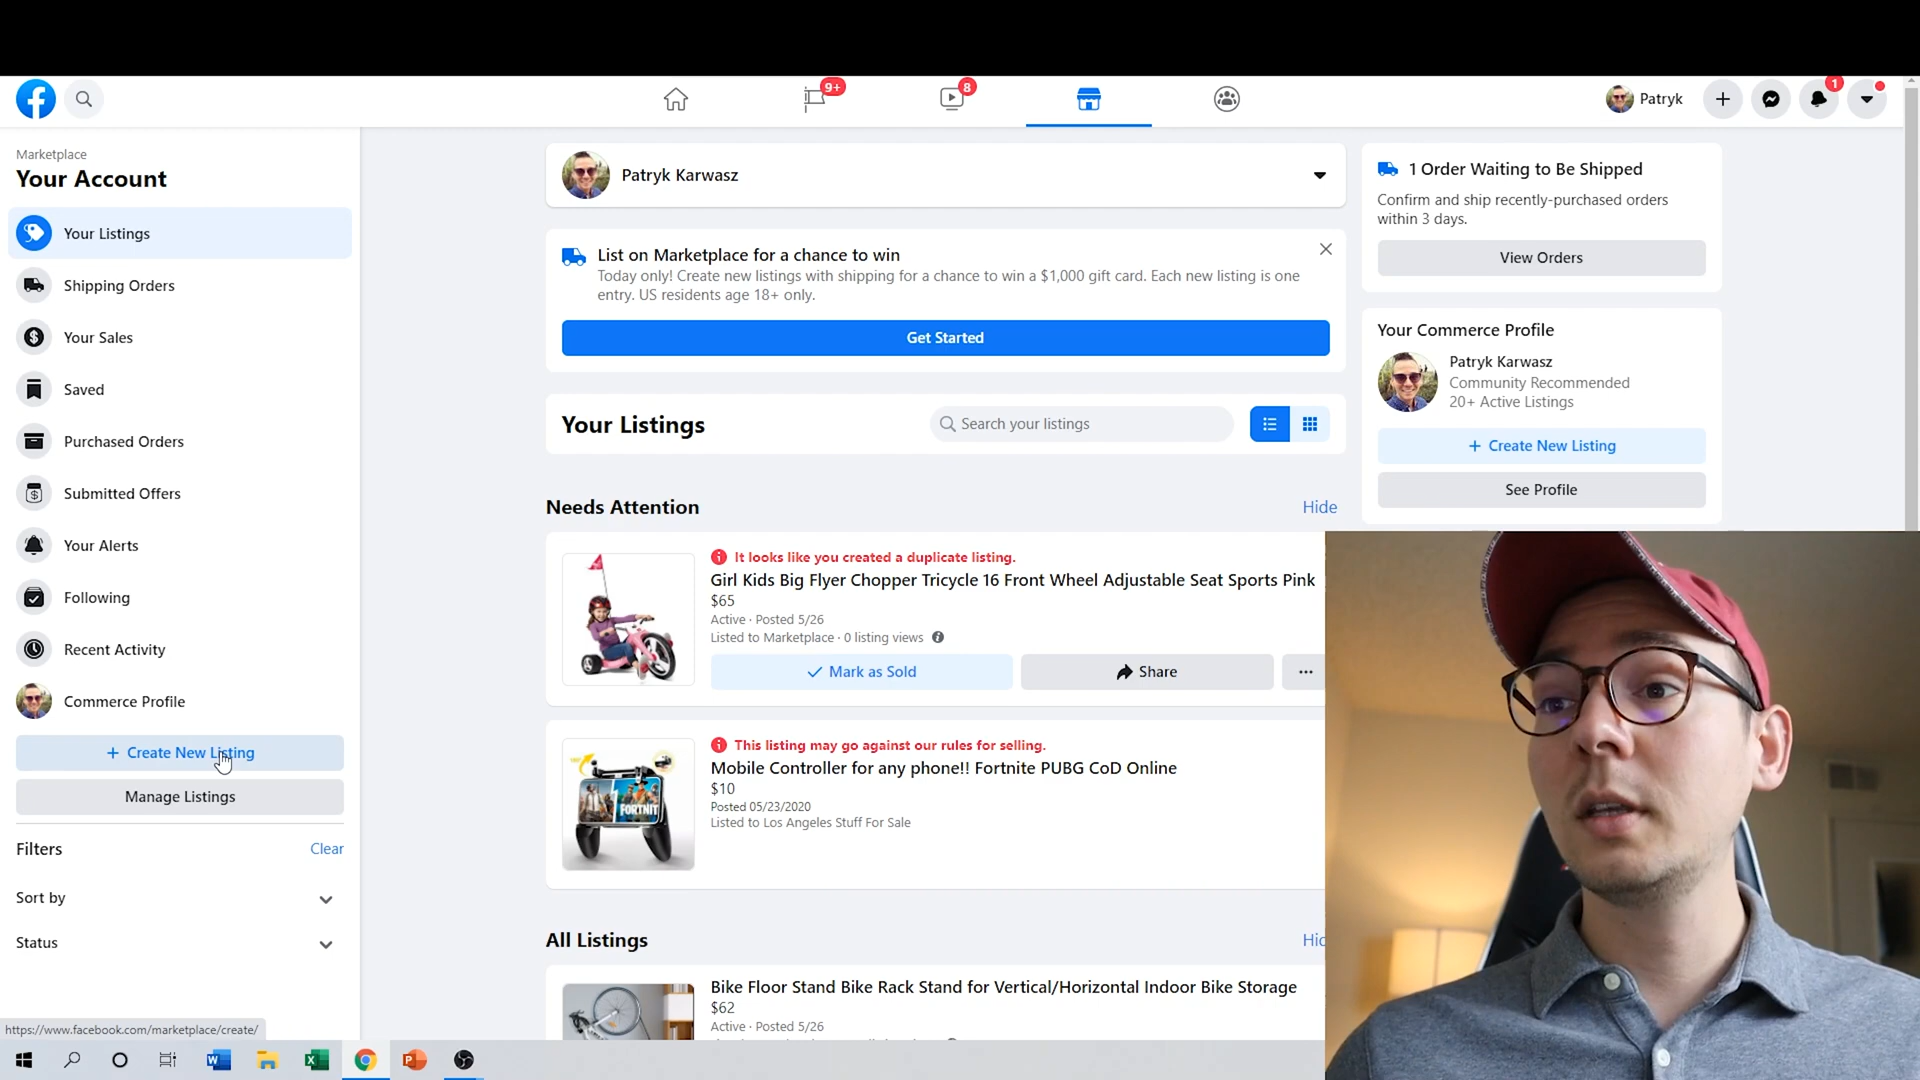 9+
8
Patryk
1
Marketplace
Your Account
Your Listings
Shipping Orders
Your Sales
Saved
Purchased Orders
Submitted Offers
Your Alerts
Following
Recent Activity
Commerce Profile
+ Create New Listing
Manage Listings
Filters
Clear
Sort by
Status
https://www.facebook.com/marketplace/create/
Patryk Karwasz
List on Marketplace for a chance to win
Today only! Create new listings with shipping for a chance to win a $1,000 gift card. Each new listing is one
entry. US residents age 18+ only.
Get Started
Your Listings
Search your listings
Needs Attention
Hide
It looks like you created a duplicate listing.
Girl Kids Big Flyer Chopper Tricycle 16 Front Wheel Adjustable Seat Sports Pink
$65
Active · Posted 5/26
Listed to Marketplace · 0 listing views
Mark as Sold
Share
This listing may go against our rules for selling.
Mobile Controller for any phone!! Fortnite PUBG CoD Online
$10
Posted 05/23/2020
Listed to Los Angeles Stuff For Sale
FORTNIT
All Listings
Hid
Bike Floor Stand Bike Rack Stand for Vertical/Horizontal Indoor Bike Storage
$62
Active · Posted 5/26
1 Order Waiting to Be Shipped
Confirm and ship recently-purchased orders
within 3 days.
View Orders
Your Commerce Profile
Patryk Karwasz
Community Recommended
20+ Active Listings
+ Create New Listing
See Profile